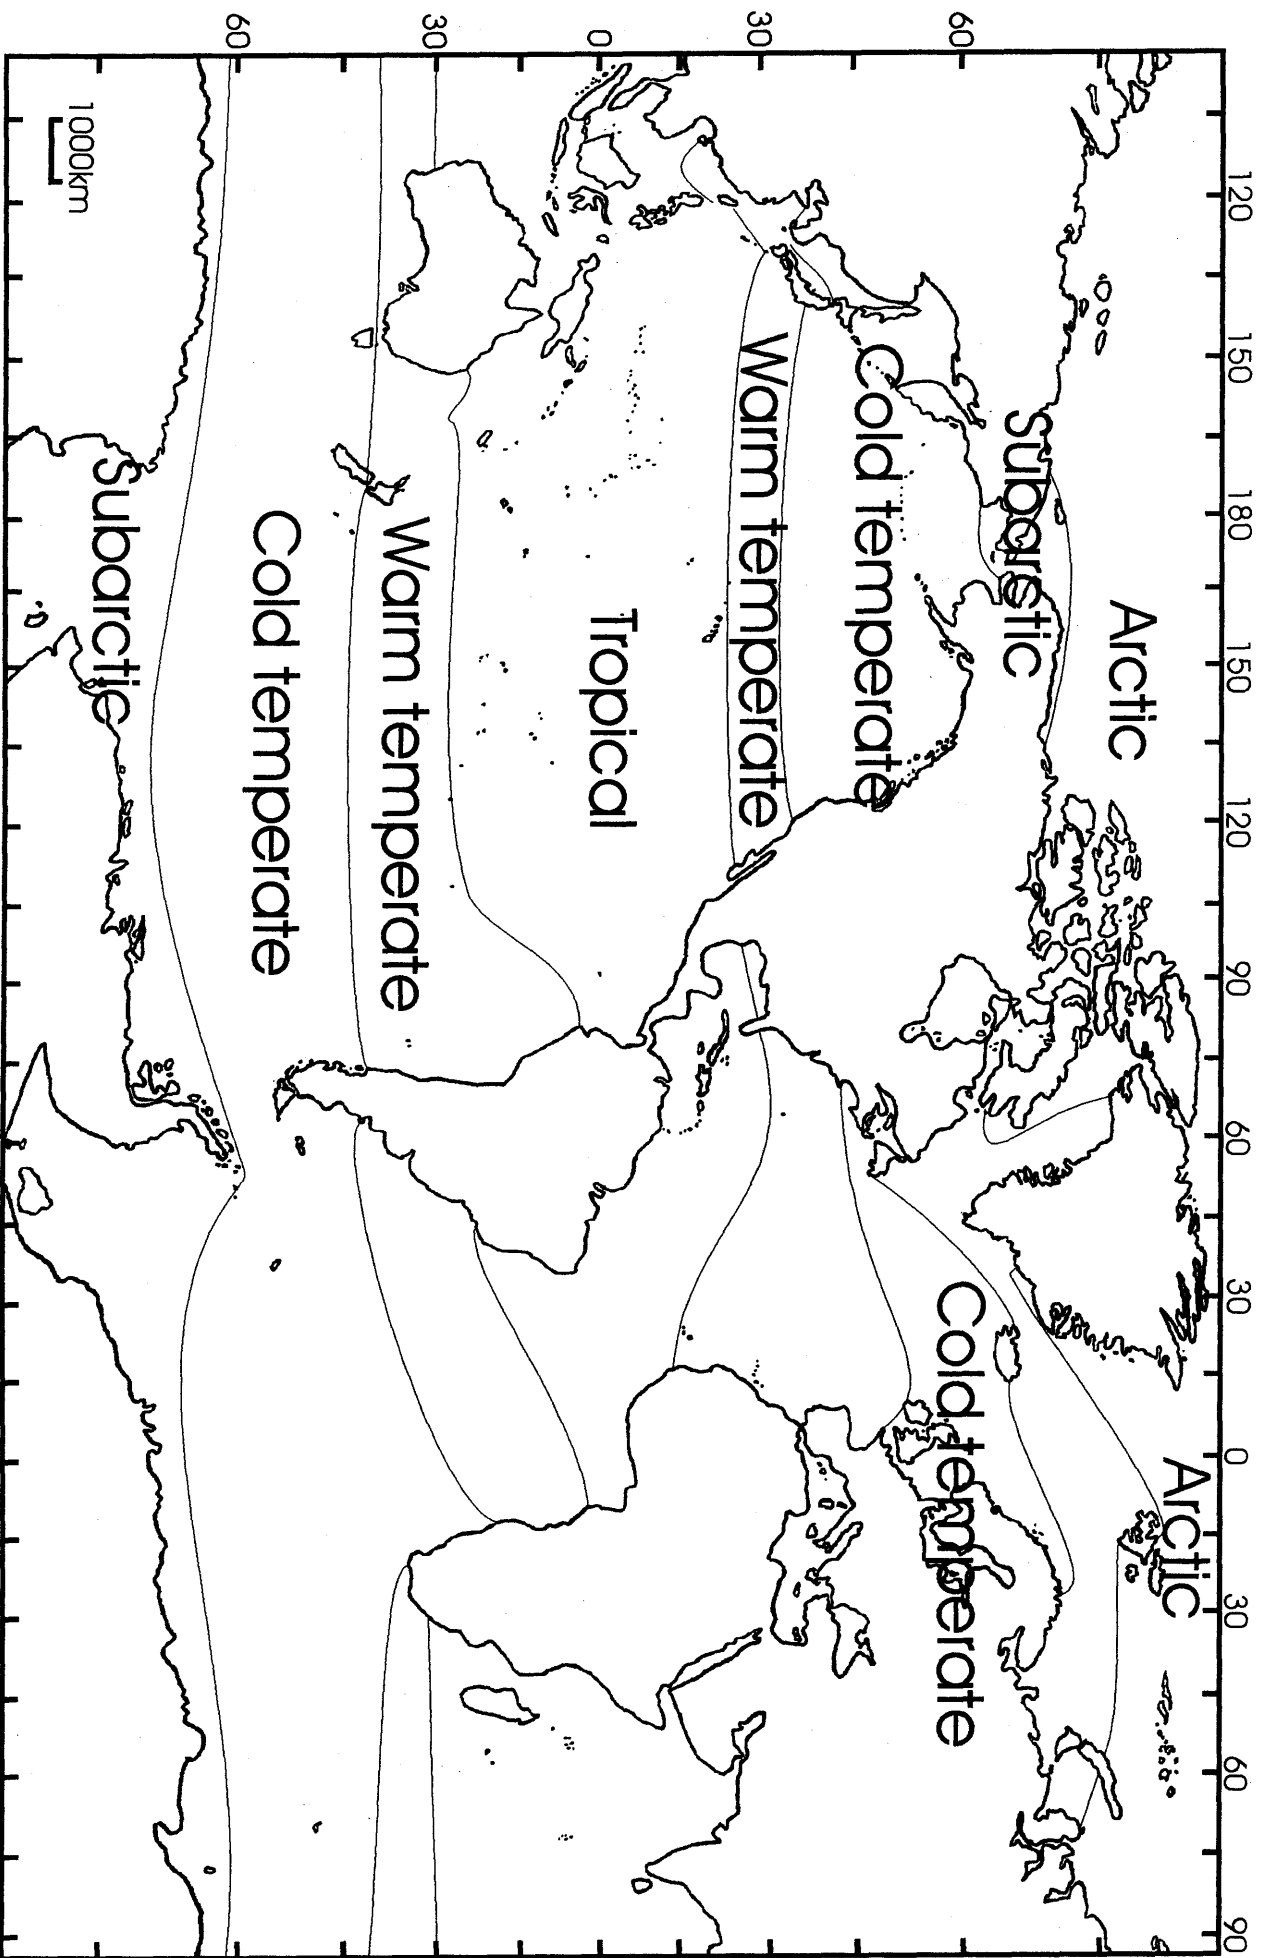 120 150 180 150 120 90 60 30 0 30 60 90
Arctic
Arctic
Subarctic
60
Cold temperate
Cold temperate
30
Warm temperate
0
Tropical
30
Warm temperate
Cold temperate
60
Subarctic
1000km